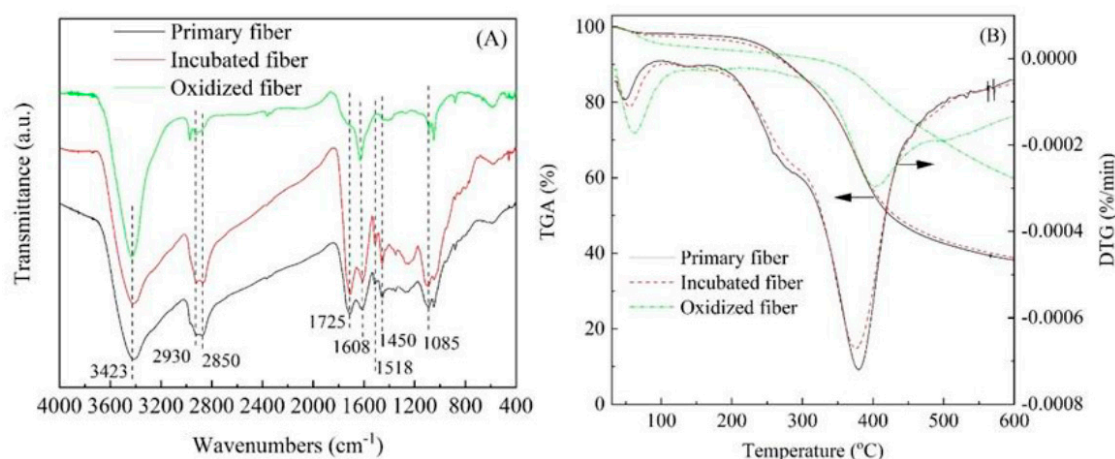 Primary fiber
Incubated fiber
Oxidized fiber
(A)
Transmittance (a.u.)
3423
2930
2850
1725
1608
1518
1450
1085
4000 3600 3200 2800 2400 2000 1600 1200 800 400
Wavenumbers (cm-1)
(B)
100
80
60
40
20
0
TGA (%)
Primary fiber
Incubated fiber
Oxidized fiber
0.0000
-0.0002
-0.0004
-0.0006
-0.0008
DTG (%/min)
100 200 300 400 500 600
Temperature (ºC)